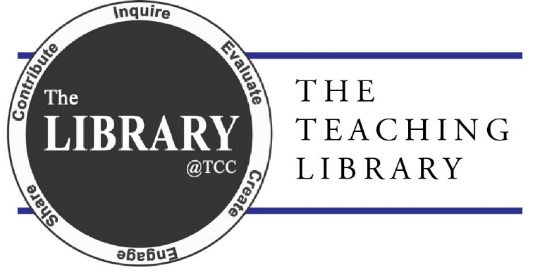 Inquire
Evaluate
Create
Engage
Share
Contribute
The
LIBRARY
@TCC
THE
TEACHING
LIBRARY